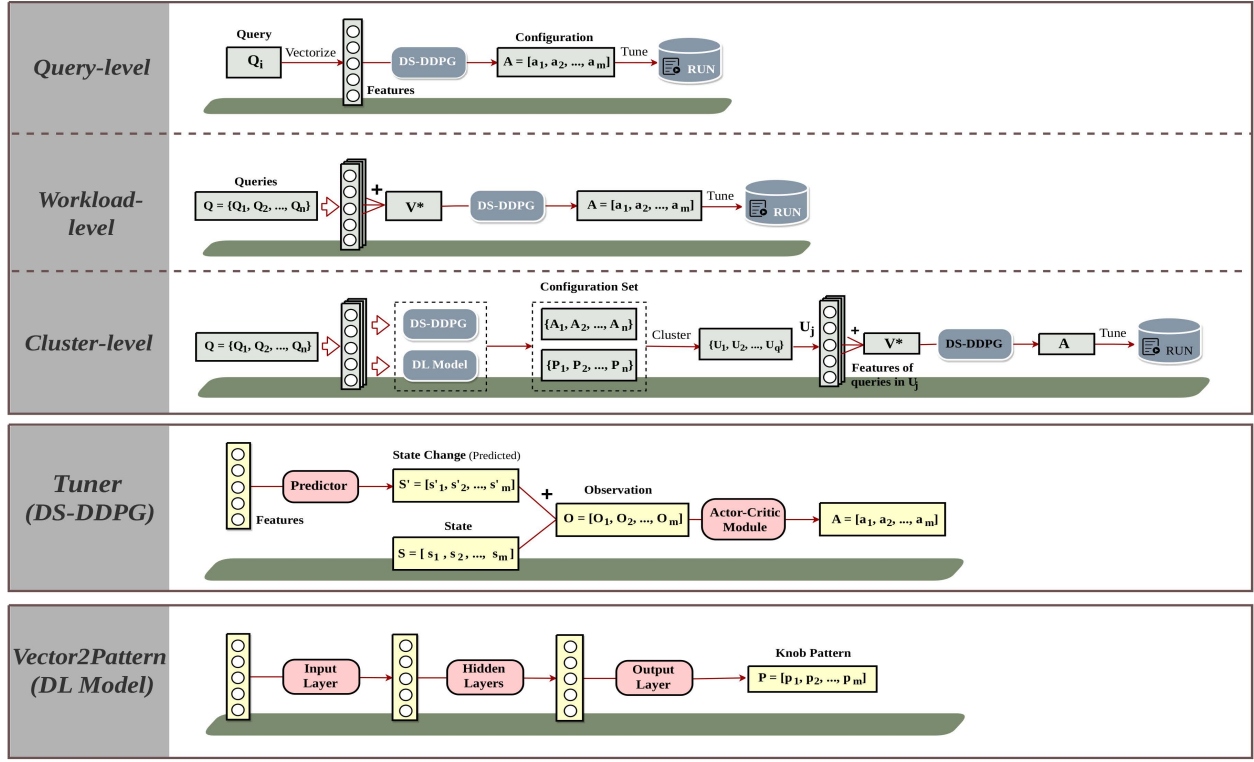 Query-level
Query
Qi
Vectorize
Features
DS-DDPG
Configuration
A = [a1, a2, ..., am]
Tune
RUN
Workload-
level
Queries
Q = {Q1, Q2, ..., Qn}
+
V*
DS-DDPG
A = [a1, a2, ..., am]
Tune
RUN
Cluster-level
Q = {Q1, Q2, ..., Qn}
DS-DDPG
DL Model
Configuration Set
{A1, A2, ..., An}
{P1, P2, ..., Pn}
Cluster
{U1, U2, ..., Uq}
Uj
+
Features of
queries in Uj
V*
DS-DDPG
A
Tune
RUN
Tuner
(DS-DDPG)
Features
Predictor
State Change (Predicted)
S' = [s'1, s'2, ..., s'm]
State
S = [ s1 , s2 , ..., sm]
+
Observation
O = [O1, O2, ..., Om]
Actor-Critic
Module
A = [a1, a2, ..., am]
Vector2Pattern
(DL Model)
Input
Layer
Hidden
Layers
Output
Layer
Knob Pattern
P = [p1, p2, ..., pm]